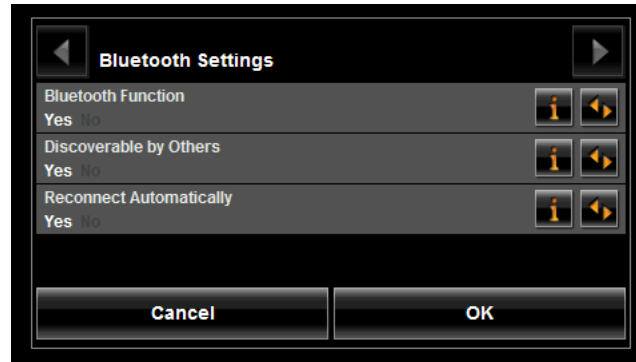 Bluetooth Settings
Bluetooth Function
Yes No
Discoverable by Others
Yes No
Reconnect Automatically
Yes No
Cancel OK